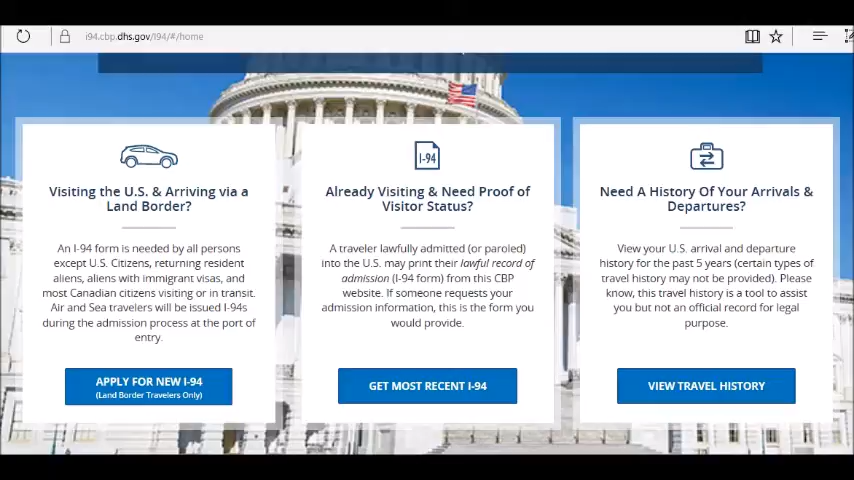 i94.cbp.dhs.gov/I94/#/home
I-94
Visiting the U.S. & Arriving via a
Land Border?
An I-94 form is needed by all persons
except U.S. Citizens, returning resident
aliens, aliens with immigrant visas, and
most Canadian citizens visiting or in transit.
Air and Sea travelers will be issued I-94s
during the admission process at the port of
entry.
APPLY FOR NEW I-94
(Land Border Travelers Only)
Already Visiting & Need Proof of
Visitor Status?
A traveler lawfully admitted (or paroled)
into the U.S. may print their lawful record of
admission (I-94 form) from this CBP
website. If someone requests your
admission information, this is the form you
would provide.
GET MOST RECENT I-94
Need A History Of Your Arrivals &
Departures?
View your U.S. arrival and departure
history for the past 5 years (certain types of
travel history may not be provided). Please
know, this travel history is a tool to assist
you but not an official record for legal
purpose.
VIEW TRAVEL HISTORY